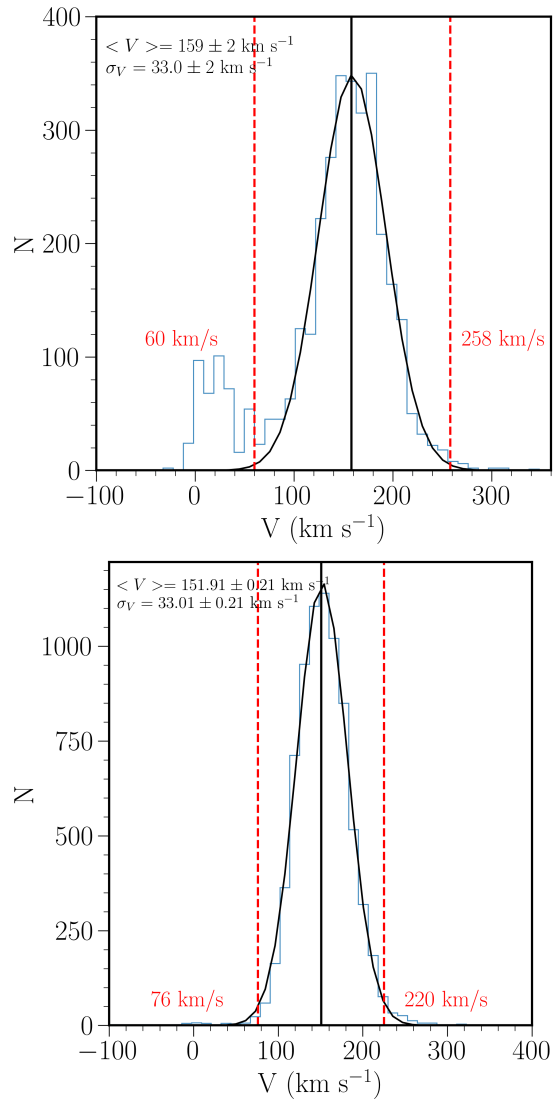 400
< V >= 159 ± 2 km s⁻¹
σ_V = 33.0 ± 2 km s⁻¹
300
N
200
60 km/s
258 km/s
100
0
−100 0 100 200 300
V (km s⁻¹)
< V >= 151.91 ± 0.21 km s⁻¹
σ_V = 33.01 ± 0.21 km s⁻¹
1000
750
N
500
250
76 km/s
220 km/s
0
−100 0 100 200 300 400
V (km s⁻¹)